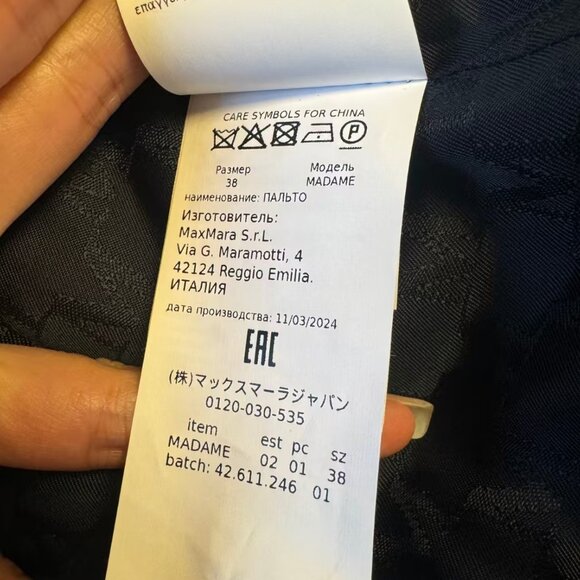 επαγγε
CARE SYMBOLS FOR CHINA
P
Размер Модель
38 MADAME
наименование: ПАЛЬТО
Изготовитель:
MaxMara S.r.L.
Via G. Maramotti, 4
42124 Reggio Emilia.
ИТАЛИЯ
дата производства: 11/03/2024
EAC
(株)マックスマーラジャパン
0120-030-535
item est pc sz
MADAME 02 01 38
batch: 42.611.246 01